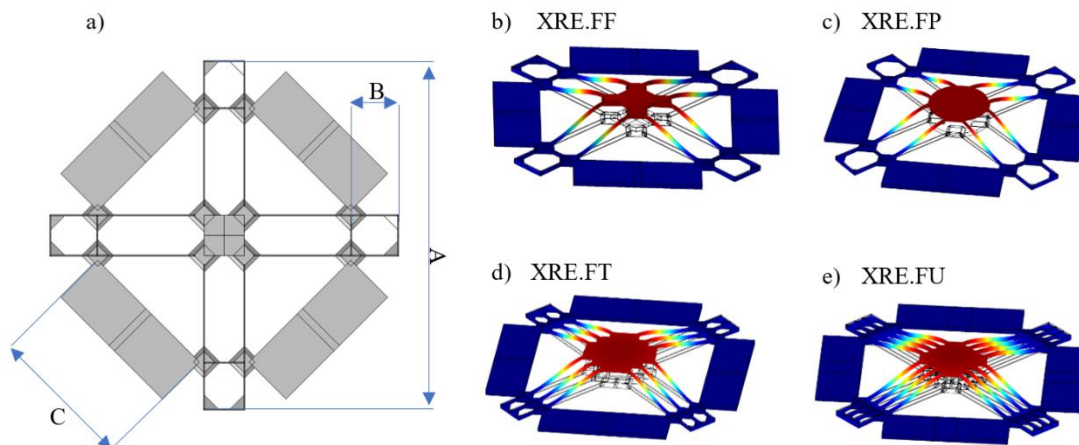 a)
B
A
C
b) XRE.FF
c) XRE.FP
d) XRE.FT
e) XRE.FU